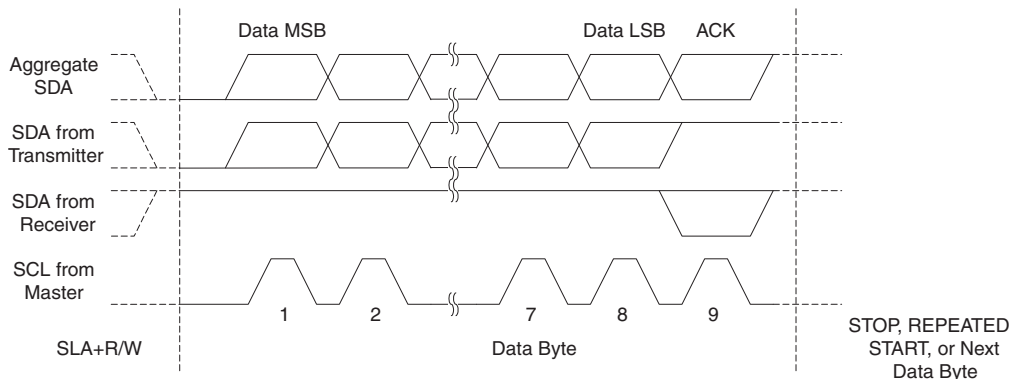 Data MSB
Data LSB
ACK
Aggregate
SDA
SDA from
Transmitter
SDA from
Receiver
SCL from
Master
1
2
7
8
9
SLA+R/W
Data Byte
STOP, REPEATED
START, or Next
Data Byte